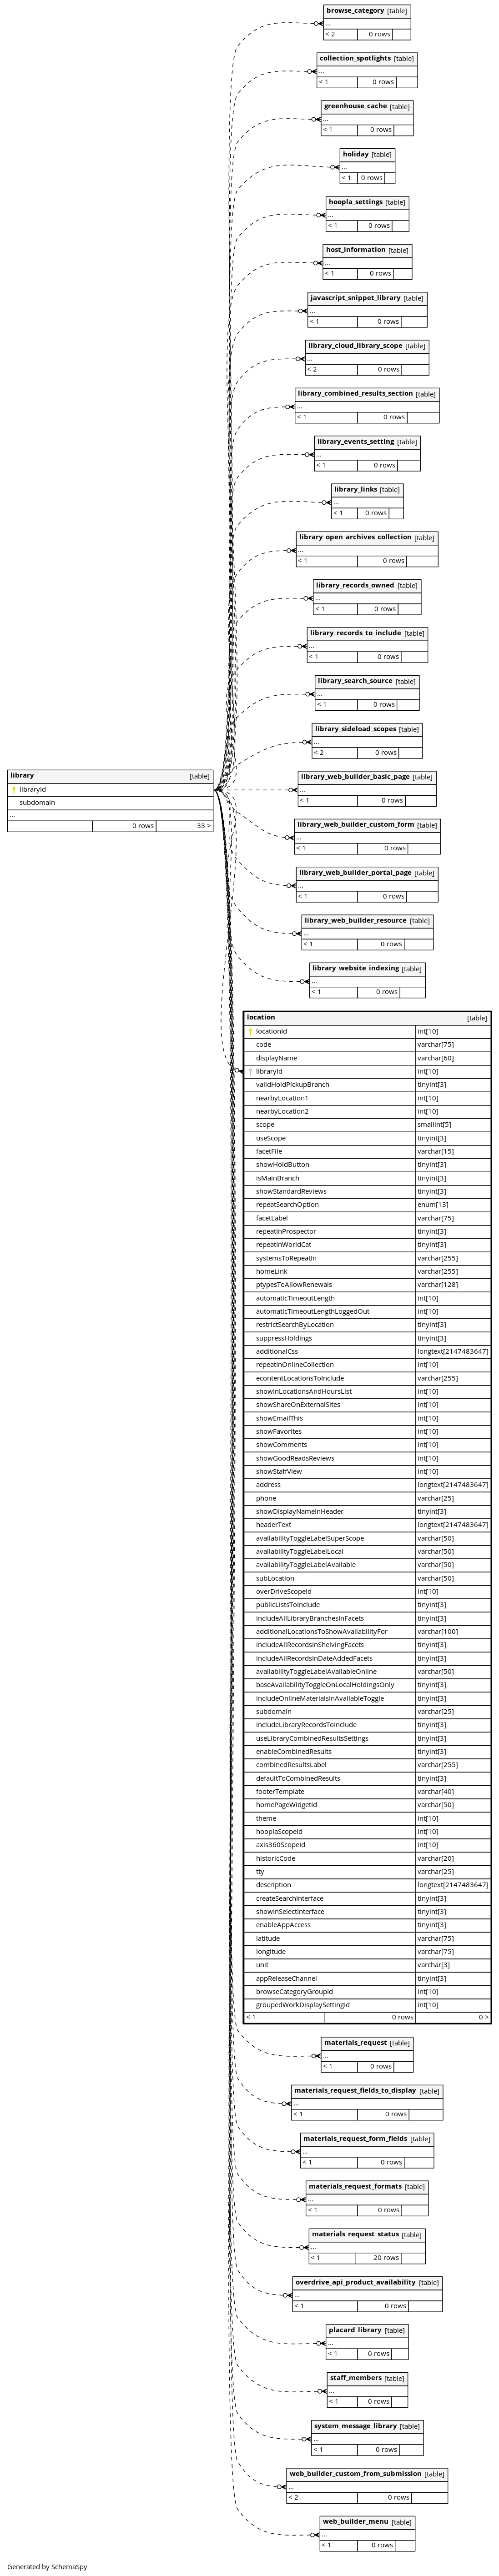 browse_category [table]
...
< 2 0 rows
collection_spotlights [table]
...
< 1 0 rows
greenhouse_cache [table]
...
< 1 0 rows
holiday [table]
...
< 1 0 rows
hoopla_settings [table]
...
< 1 0 rows
host_information [table]
...
< 1 0 rows
javascript_snippet_library [table]
...
< 1 0 rows
library_cloud_library_scope [table]
...
< 2 0 rows
library_combined_results_section [table]
...
< 1 0 rows
library_events_setting [table]
...
< 1 0 rows
library_links [table]
...
< 1 0 rows
library_open_archives_collection [table]
...
< 1 0 rows
library_records_owned [table]
...
< 1 0 rows
library_records_to_include [table]
...
< 1 0 rows
library_search_source [table]
...
< 1 0 rows
library_sideload_scopes [table]
...
< 2 0 rows
library [table]
libraryId
subdomain
...
0 rows 33 >
library_web_builder_basic_page [table]
...
< 1 0 rows
library_web_builder_custom_form [table]
...
< 1 0 rows
library_web_builder_portal_page [table]
...
< 1 0 rows
library_web_builder_resource [table]
...
< 1 0 rows
library_website_indexing [table]
...
< 1 0 rows
location [table]
locationId int[10]
code varchar[75]
displayName varchar[60]
libraryId int[10]
validHoldPickupBranch tinyint[3]
nearbyLocation1 int[10]
nearbyLocation2 int[10]
scope smallint[5]
useScope tinyint[3]
facetFile varchar[15]
showHoldButton tinyint[3]
isMainBranch tinyint[3]
showStandardReviews tinyint[3]
repeatSearchOption enum[13]
facetLabel varchar[75]
repeatInProspector tinyint[3]
repeatInWorldCat tinyint[3]
systemsToRepeatIn varchar[255]
homeLink varchar[255]
ptypesToAllowRenewals varchar[128]
automaticTimeoutLength int[10]
automaticTimeoutLengthLoggedOut int[10]
restrictSearchByLocation tinyint[3]
suppressHoldings tinyint[3]
additionalCss longtext[2147483647]
repeatInOnlineCollection int[10]
econtentLocationsToInclude varchar[255]
showInLocationsAndHoursList int[10]
showShareOnExternalSites int[10]
showEmailThis int[10]
showFavorites int[10]
showComments int[10]
showGoodReadsReviews int[10]
showStaffView int[10]
address longtext[2147483647]
phone varchar[25]
showDisplayNameInHeader tinyint[3]
headerText longtext[2147483647]
availabilityToggleLabelSuperScope varchar[50]
availabilityToggleLabelLocal varchar[50]
availabilityToggleLabelAvailable varchar[50]
subLocation varchar[50]
overDriveScopeId int[10]
publicListsToInclude tinyint[3]
includeAllLibraryBranchesInFacets tinyint[3]
additionalLocationsToShowAvailabilityFor varchar[100]
includeAllRecordsInShelvingFacets tinyint[3]
includeAllRecordsInDateAddedFacets tinyint[3]
availabilityToggleLabelAvailableOnline varchar[50]
baseAvailabilityToggleOnLocalHoldingsOnly tinyint[3]
includeOnlineMaterialsInAvailableToggle tinyint[3]
subdomain varchar[25]
includeLibraryRecordsToInclude tinyint[3]
useLibraryCombinedResultsSettings tinyint[3]
enableCombinedResults tinyint[3]
combinedResultsLabel varchar[255]
defaultToCombinedResults tinyint[3]
footerTemplate varchar[40]
homePageWidgetId varchar[50]
theme int[10]
hooplaScopeId int[10]
axis360ScopeId int[10]
historicCode varchar[20]
tty varchar[25]
description longtext[2147483647]
createSearchInterface tinyint[3]
showInSelectInterface tinyint[3]
enableAppAccess tinyint[3]
latitude varchar[75]
longitude varchar[75]
unit varchar[3]
appReleaseChannel tinyint[3]
browseCategoryGroupId int[10]
groupedWorkDisplaySettingId int[10]
< 1 0 rows 0 >
materials_request [table]
...
< 1 0 rows
materials_request_fields_to_display [table]
...
< 1 0 rows
materials_request_form_fields [table]
...
< 1 0 rows
materials_request_formats [table]
...
< 1 0 rows
materials_request_status [table]
...
< 1 20 rows
overdrive_api_product_availability [table]
...
< 1 0 rows
placard_library [table]
...
< 1 0 rows
staff_members [table]
...
< 1 0 rows
system_message_library [table]
...
< 1 0 rows
web_builder_custom_from_submission [table]
...
< 2 0 rows
web_builder_menu [table]
...
< 1 0 rows
Generated by SchemaSpy